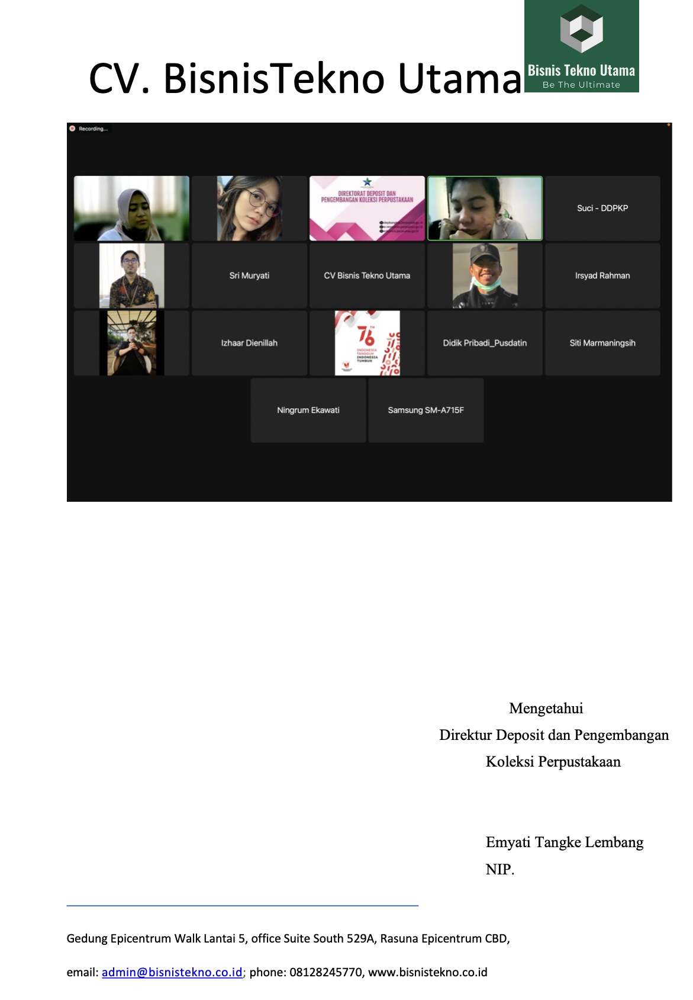 CV. BisnisTekno Utama
Bisnis Tekno Utama
Be The Ultimate
Recording...
DIREKTORAT DEPOSIT DAN
PENGEMBANGAN KOLEKSI PERPUSTAKAAN
Suci - DDPKP
Sri Muryati
CV Bisnis Tekno Utama
Irsyad Rahman
Izhaar Dienillah
76 TH
INDONESIA
TANGGUH
INDONESIA
TUMBUH
Didik Pribadi_Pusdatin
Siti Marmaningsih
Ningrum Ekawati
Samsung SM-A715F
Mengetahui
Direktur Deposit dan Pengembangan
Koleksi Perpustakaan
Emyati Tangke Lembang
NIP.
Gedung Epicentrum Walk Lantai 5, office Suite South 529A, Rasuna Epicentrum CBD,
email: admin@bisnistekno.co.id; phone: 08128245770, www.bisnistekno.co.id